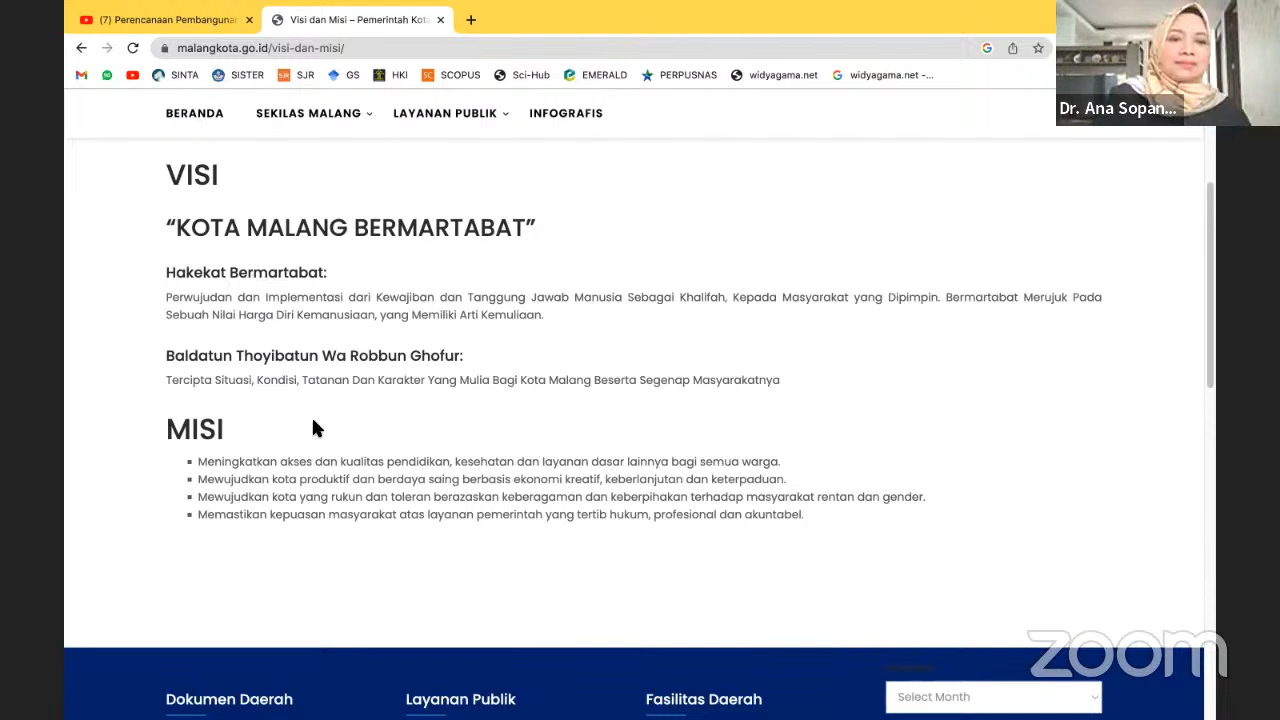 (7) Perencanaan Pembangunan
Visi dan Misi – Pemerintah Kota
malangkota.go.id/visi-dan-misi/
SINTA SISTER SJR GS HKI SCOPUS Sci-Hub EMERALD PERPUSNAS widyagama.net widyagama.net -...
Dr. Ana Sopan...
BERANDA SEKILAS MALANG LAYANAN PUBLIK INFOGRAFIS
VISI
“KOTA MALANG BERMARTABAT”
Hakekat Bermartabat:
Perwujudan dan Implementasi dari Kewajiban dan Tanggung Jawab Manusia Sebagai Khalifah, Kepada Masyarakat yang Dipimpin. Bermartabat Merujuk Pada
Sebuah Nilai Harga Diri Kemanusiaan, yang Memiliki Arti Kemuliaan.
Baldatun Thoyibatun Wa Robbun Ghofur:
Tercipta Situasi, Kondisi, Tatanan Dan Karakter Yang Mulia Bagi Kota Malang Beserta Segenap Masyarakatnya
MISI
Meningkatkan akses dan kualitas pendidikan, kesehatan dan layanan dasar lainnya bagi semua warga.
Mewujudkan kota produktif dan berdaya saing berbasis ekonomi kreatif, keberlanjutan dan keterpaduan.
Mewujudkan kota yang rukun dan toleran berazaskan keberagaman dan keberpihakan terhadap masyarakat rentan dan gender.
Memastikan kepuasan masyarakat atas layanan pemerintah yang tertib hukum, profesional dan akuntabel.
zoom
Dokumen Daerah Layanan Publik Fasilitas Daerah Select Month